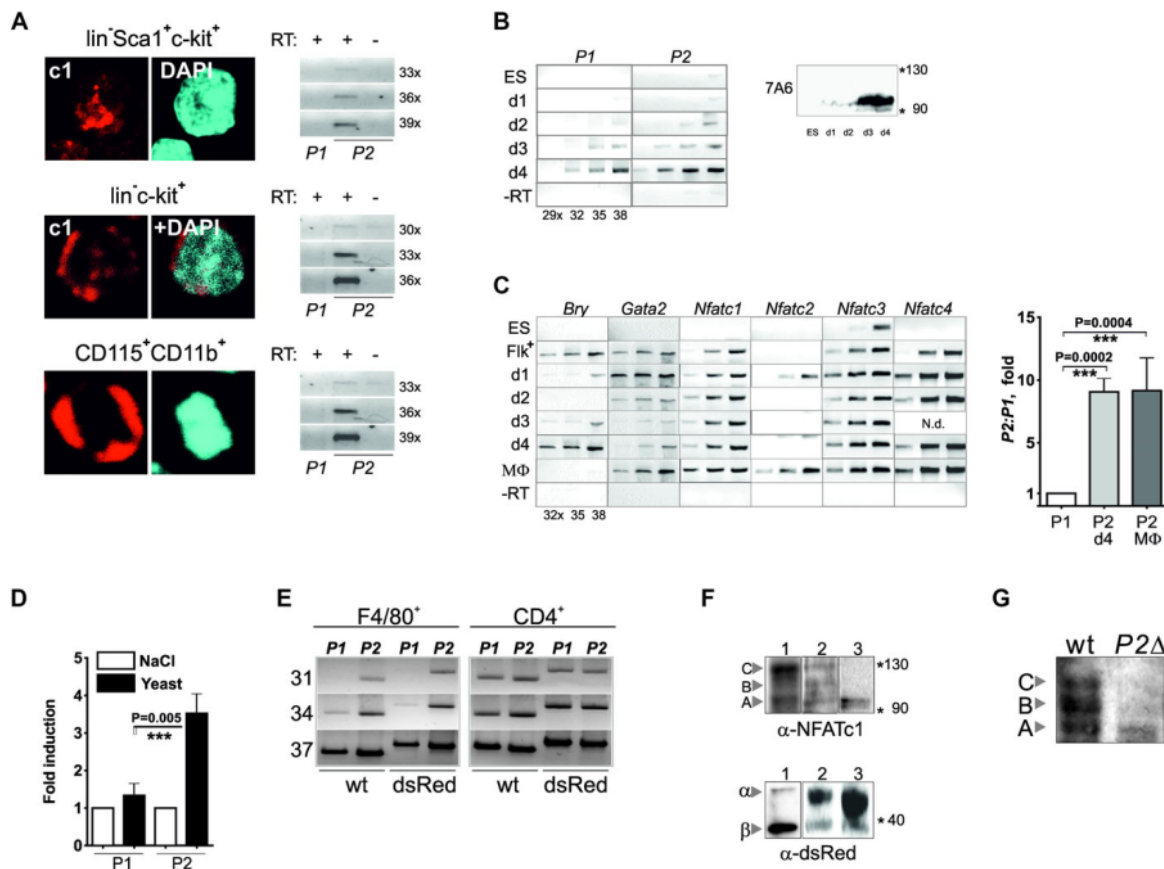 A
lin⁻Sca1⁺c-kit⁺
c1
DAPI
RT: + + -
33x
36x
39x
P1 P2
lin⁻c-kit⁺
c1
+DAPI
RT: + + -
30x
33x
36x
P1 P2
CD115⁺CD11b⁺
RT: + + -
33x
36x
39x
P1 P2
B
P1 P2
ES
d1
d2
d3
d4
-RT
29x 32 35 38
7A6
*130
* 90
ES d1 d2 d3 d4
C
Bry Gata2 Nfatc1 Nfatc2 Nfatc3 Nfatc4
ES
Flk⁺
d1
d2
d3
N.d.
d4
MΦ
-RT
32x 35 38
P2:P1, fold
15
10
5
1
P=0.0004
***
P=0.0002
***
P1 P2 P2
d4 MΦ
D
Fold induction
5
4
3
2
1
0
NaCl
Yeast
P=0.005
***
P1 P2
E
F4/80⁺ CD4⁺
P1 P2 P1 P2 P1 P2 P1 P2
31
34
37
wt dsRed wt dsRed
F
1 2 3
C
B
A
*130
* 90
α-NFATc1
1 2 3
α
β
* 40
α-dsRed
G
wt P2Δ
C
B
A